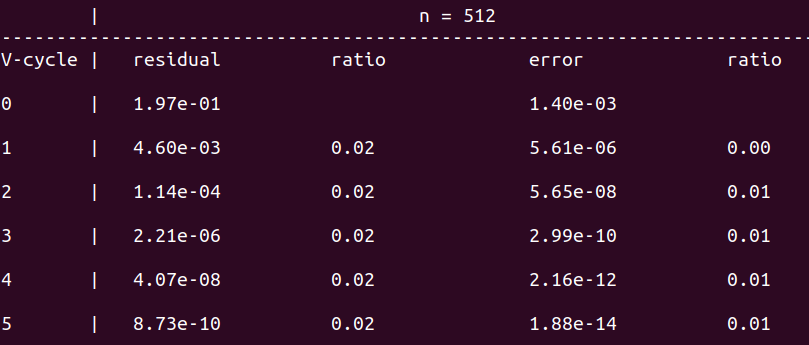 | n = 512
--------------------------------------------------------------------------
V-cycle | residual ratio error ratio
0 | 1.97e-01 1.40e-03
1 | 4.60e-03 0.02 5.61e-06 0.00
2 | 1.14e-04 0.02 5.65e-08 0.01
3 | 2.21e-06 0.02 2.99e-10 0.01
4 | 4.07e-08 0.02 2.16e-12 0.01
5 | 8.73e-10 0.02 1.88e-14 0.01